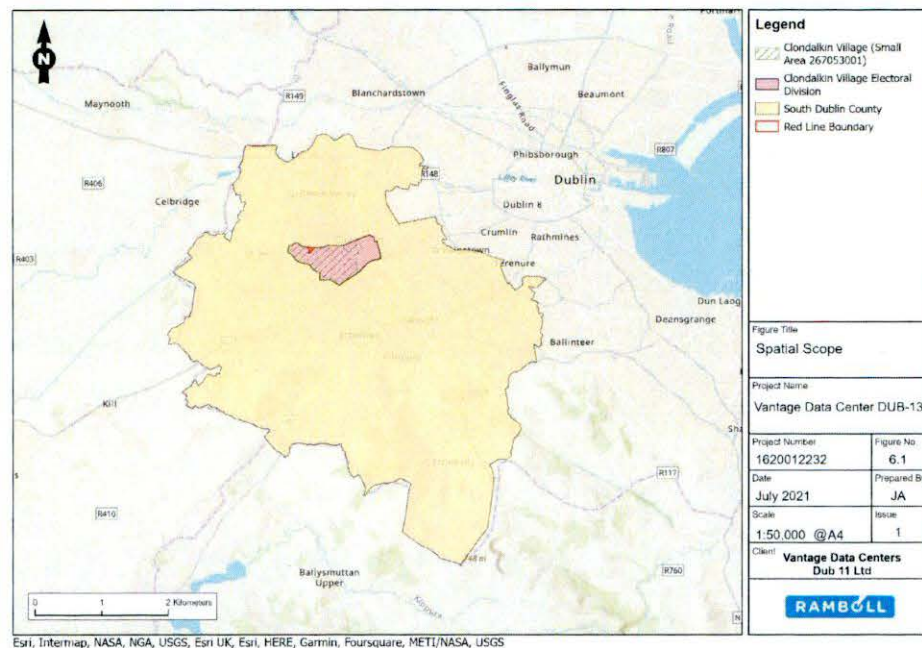 N
Maynooth
R149
Blanchardstown
Ballymun
Finglas Road
Beaumont
Phibsborough
R807
R148
Dublin
R406
Celbridge
Dublin 8
Crumlin
Rathmines
R403
Dun Laog
Deansgrange
Ballinteer
Kill
Sha
R117
R410
Ballysmuttan
Upper
R760
0 1 2 Kilometers
Esri, Intermap, NASA, NGA, USGS, Esri UK, Esri, HERE, Garmin, Foursquare, METI/NASA, USGS
Legend
Clondalkin Village (Small
Area 267053001)
Clondalkin Village Electoral
Division
South Dublin County
Red Line Boundary
Figure Title
Spatial Scope
Project Name
Vantage Data Center DUB-13
Project Number
1620012232
Figure No
6.1
Date
July 2021
Prepared B
JA
Scale
1:50,000 @A4
Issue
1
Client
Vantage Data Centers
Dub 11 Ltd
RAMBOLL